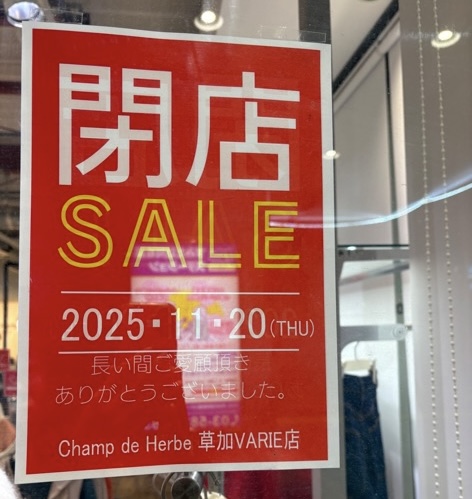 閉店
SALE
2025・11・20(THU)
長い間ご愛顧頂き
ありがとうございました。
Champ de Herbe 草加VARIE店